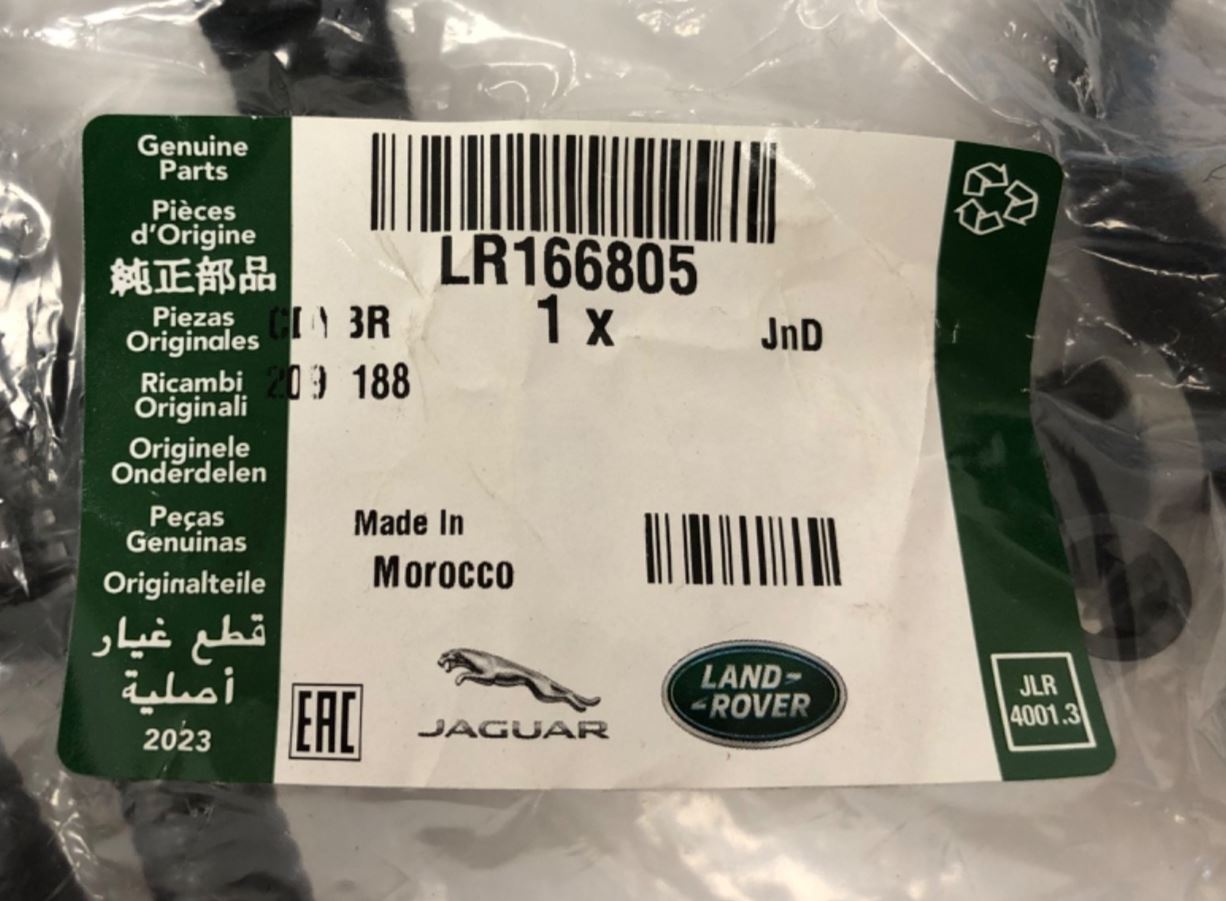 Genuine
Parts
Pièces
d'Origine
純正部品
Piezas
Originales
Ricambi
Originali
Originele
Onderdelen
Peças
Genuinas
Originalteile
قطع غيار
أصلية
2023
LR166805
1 x
JnD
188
Made In
Morocco
EAC
JAGUAR
LAND-
-ROVER
JLR
4001.3